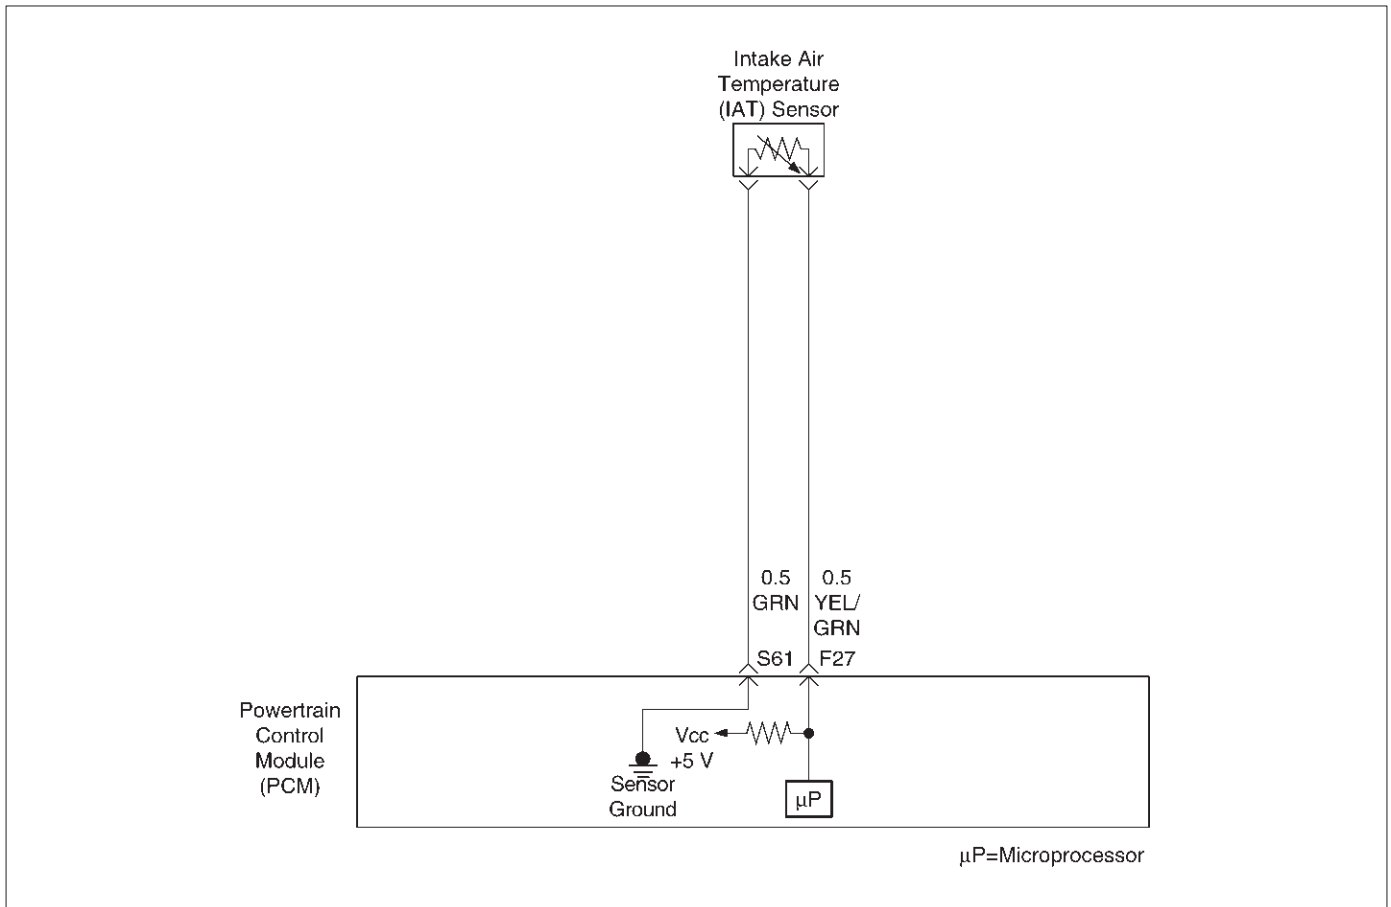 Intake Air
Temperature
(IAT) Sensor
0.5
GRN
0.5
YEL/
GRN
S61
F27
Powertrain
Control
Module
(PCM)
Vcc
+5 V
Sensor
Ground
μP
μP=Microprocessor